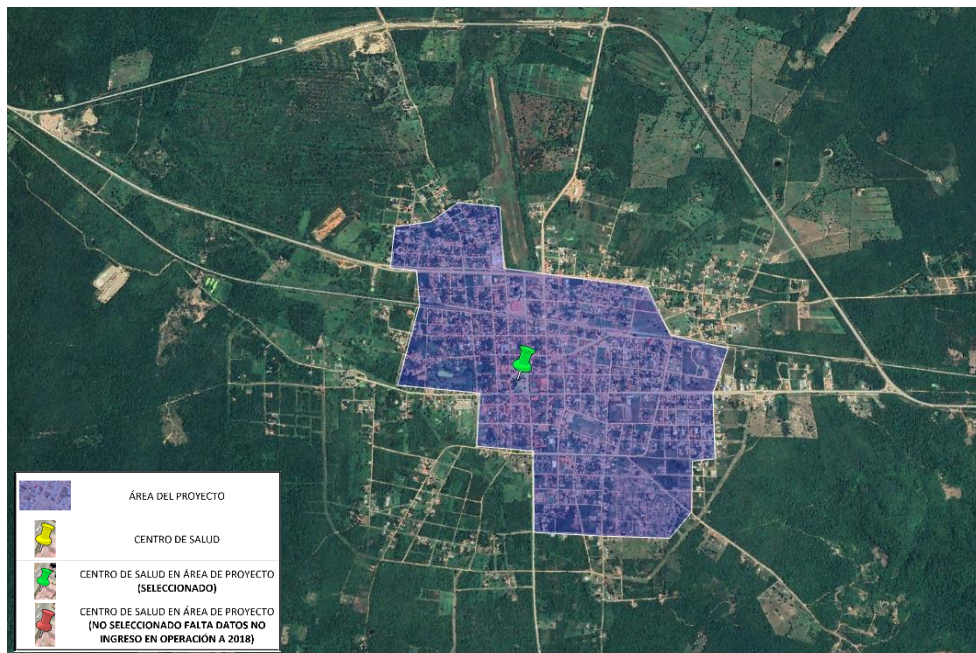 ÁREA DEL PROYECTO
CENTRO DE SALUD
CENTRO DE SALUD EN ÁREA DE PROYECTO
(SELECCIONADO)
CENTRO DE SALUD EN ÁREA DE PROYECTO
(NO SELECCIONADO FALTA DATOS NO
INGRESO EN OPERACIÓN A 2018)